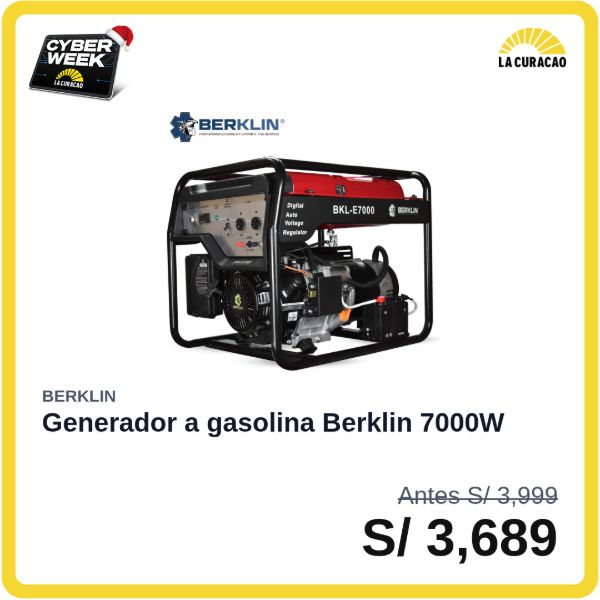 CYBER
WEEK
LA CURACAO
LA CURACAO
BERKLIN®
Digital
Auto
Voltage
Regulator
BKL-E7000
BERKLIN
BERKLIN
Generador a gasolina Berklin 7000W
Antes S/ 3,999
S/ 3,689